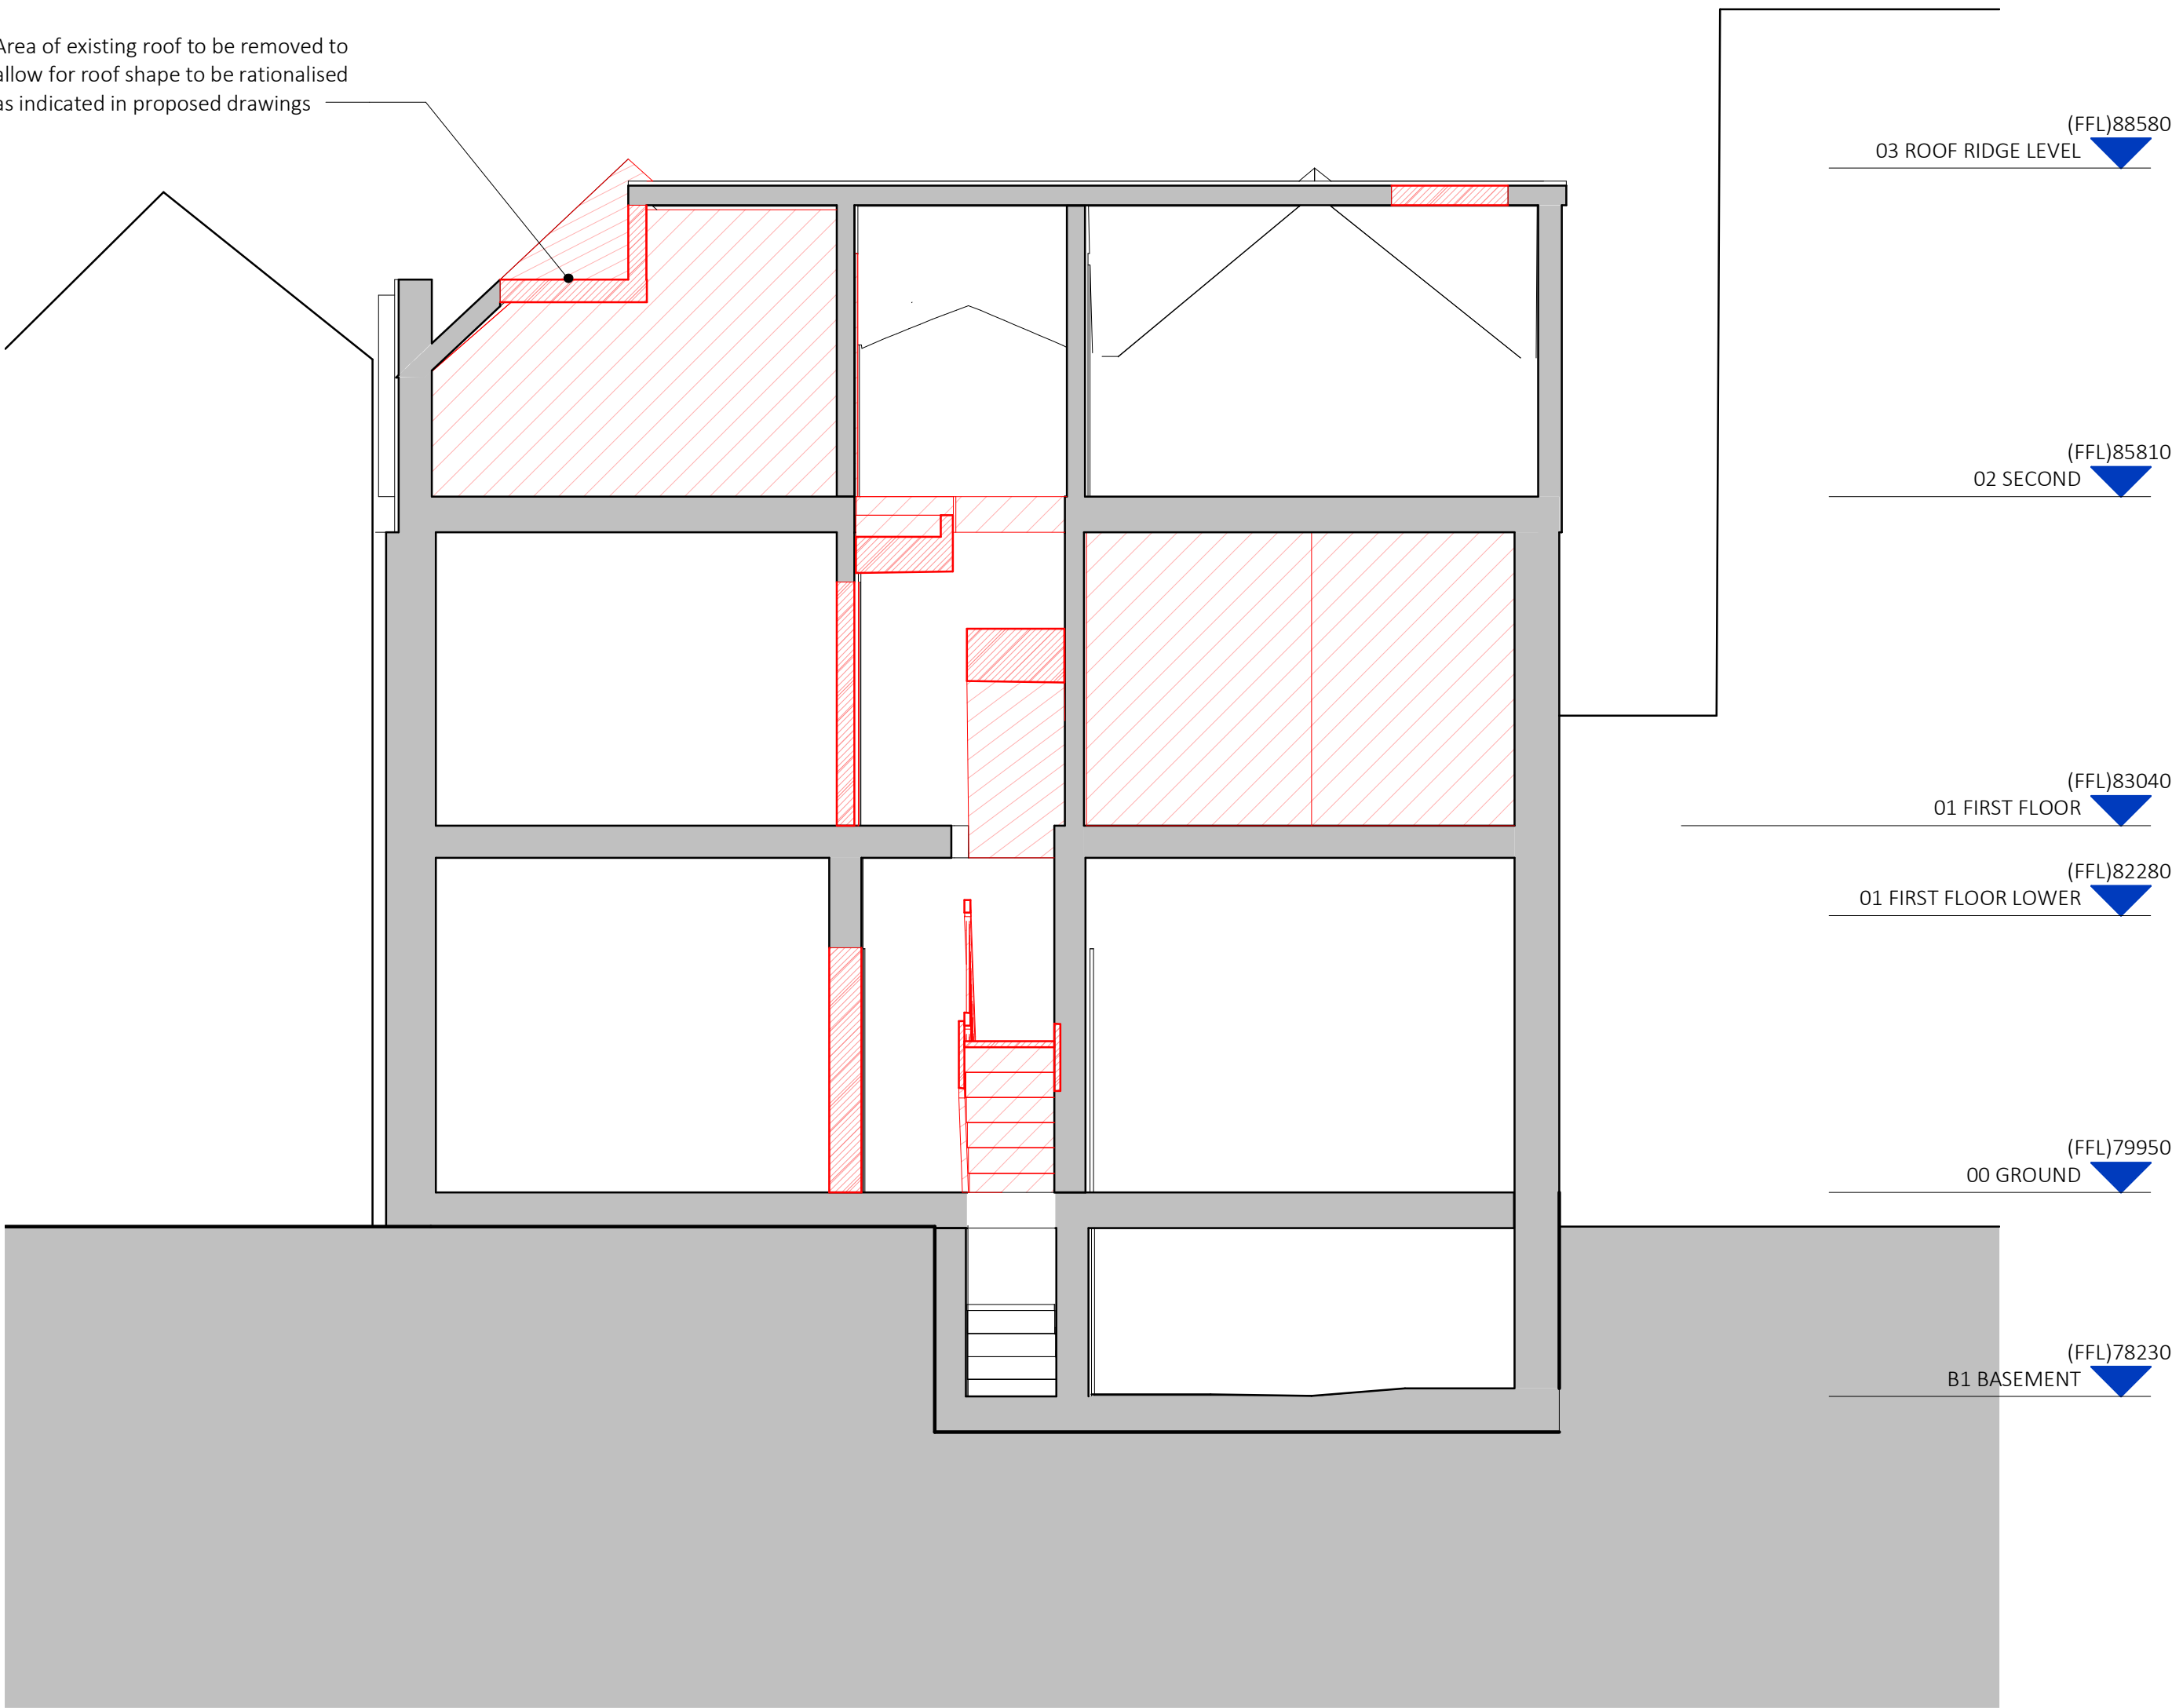 Area of existing roof to be removed to
allow for roof shape to be rationalised
as indicated in proposed drawings
(FFL)88580
03 ROOF RIDGE LEVEL
(FFL)85810
02 SECOND
(FFL)83040
01 FIRST FLOOR
(FFL)82280
01 FIRST FLOOR LOWER
(FFL)79950
00 GROUND
(FFL)78230
B1 BASEMENT